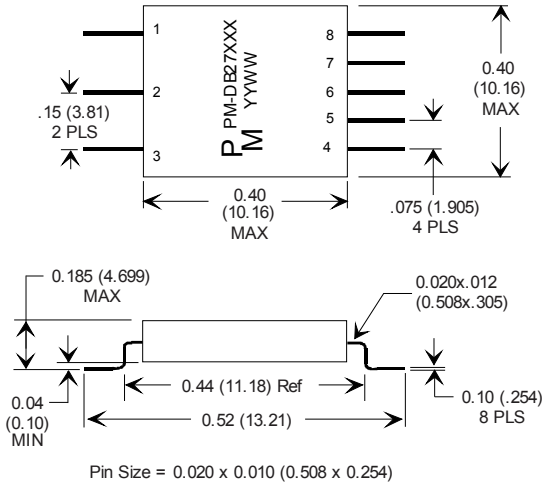 1
2
3
8
7
6
5
4
PM-DB27XXX
YYWW
PM
.15 (3.81)
2 PLS
0.40
(10.16)
MAX
0.40
(10.16)
MAX
.075 (1.905)
4 PLS
0.185 (4.699)
MAX
0.020x.012
(0.508x.305)
0.04
(0.10)
MIN
0.44 (11.18) Ref
0.52 (13.21)
0.10 (.254)
8 PLS
Pin Size = 0.020 x 0.010 (0.508 x 0.254)